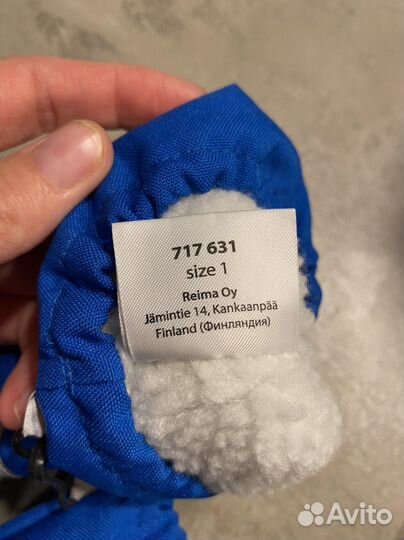 717 631
size 1
Reima Oy
Jämintie 14, Kankaanpää
Finland (Финляндия)
Avito